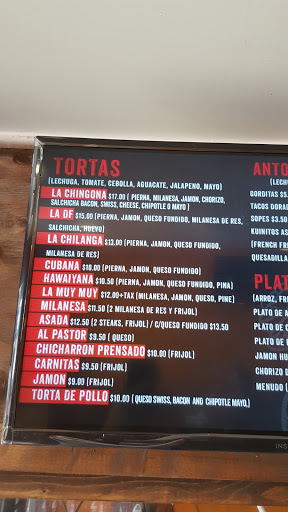 TORTAS
(LECHUGA, TOMATE, CEBOLLA, AGUACATE, JALAPENO, MAYO)
LA CHINGONA $17.00 ( PIERNA, MILANESA, JAMON, CHORIZO,
SALCHICHA BACON, SWISS, CHEESE, CHIPOTLE O MAYO )
LA DF $15.00 (PIERNA, JAMON, QUESO FUNDIDO, MILANESA DE RES,
SALCHICHA, HUEVO)
LA CHILANGA $13.00 (PIERNA, JAMON, QUESO FUNDIDO,
MILANESA DE RES)
CUBANA $10.00 (PIERNA, JAMON, QUESO FUNDIDO)
HAWAIYANA $10.50 (PIERNA, JAMON, QUESO FUNDIDO, PINA)
LA MUY MUY $12.00+TAX (MILANESA, JAMON, QUESO, PINE)
MILANESA $11.50 (2 MILANESA DE RES Y FRIJOL)
ASADA $12.50 (2 STEAKS, FRIJOL) / C/QUESO FUNDIDO $13.50
AL PASTOR $9.50 ( QUESO)
CHICHARRON PRENSADO $10.00 (FRIJOL)
CARNITAS $9.50 (FRIJOL)
JAMON $9.00 (FRIJOL)
TORTA DE POLLO $10.00 ( QUESO SWISS, BACON AND CHIPOTLE MAYO,)
ANTO
(LECHU
GORDITAS $5.
TACOS DORA
SOPES $3.50
KUINITOS AS
(FRENCH FR
QUESADILLA
PLAT
(ARROZ, FR
PLATO DE A
PLATO DE C
PLATO DE
JAMON HU
CHORIZO O
MENUDO (
INS